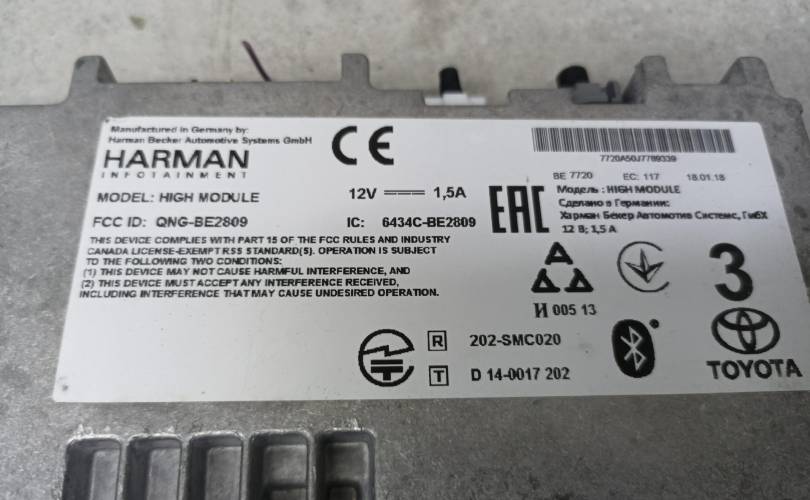 Manufactured in Germany by:
Harman Becker Automotive Systems GmbH
HARMAN
INFOTAINMENT
CE
7720A50J7789339
BE 7720 EC: 117 18.01.18
MODEL: HIGH MODULE
12V 1,5A
FCC ID: QNG-BE2809
IC: 6434C-BE2809
THIS DEVICE COMPLIES WITH PART 15 OF THE FCC RULES AND INDUSTRY
CANADA LICENSE-EXEMPT RSS STANDARD(S). OPERATION IS SUBJECT
TO THE FOLLOWING TWO CONDITIONS:
(1) THIS DEVICE MAY NOT CAUSE HARMFUL INTERFERENCE, AND
(2) THIS DEVICE MUST ACCEPT ANY INTERFERENCE RECEIVED,
INCLUDING INTERFERENCE THAT MAY CAUSE UNDESIRED OPERATION.
EAC
Модель : HIGH MODULE
Сделано в Германии:
Харман Бекер Аутомотив Системс, ГмбХ
12 В; 1,5 А
И 005 13
3
R 202-SMC020
T D 14-0017 202
TOYOTA